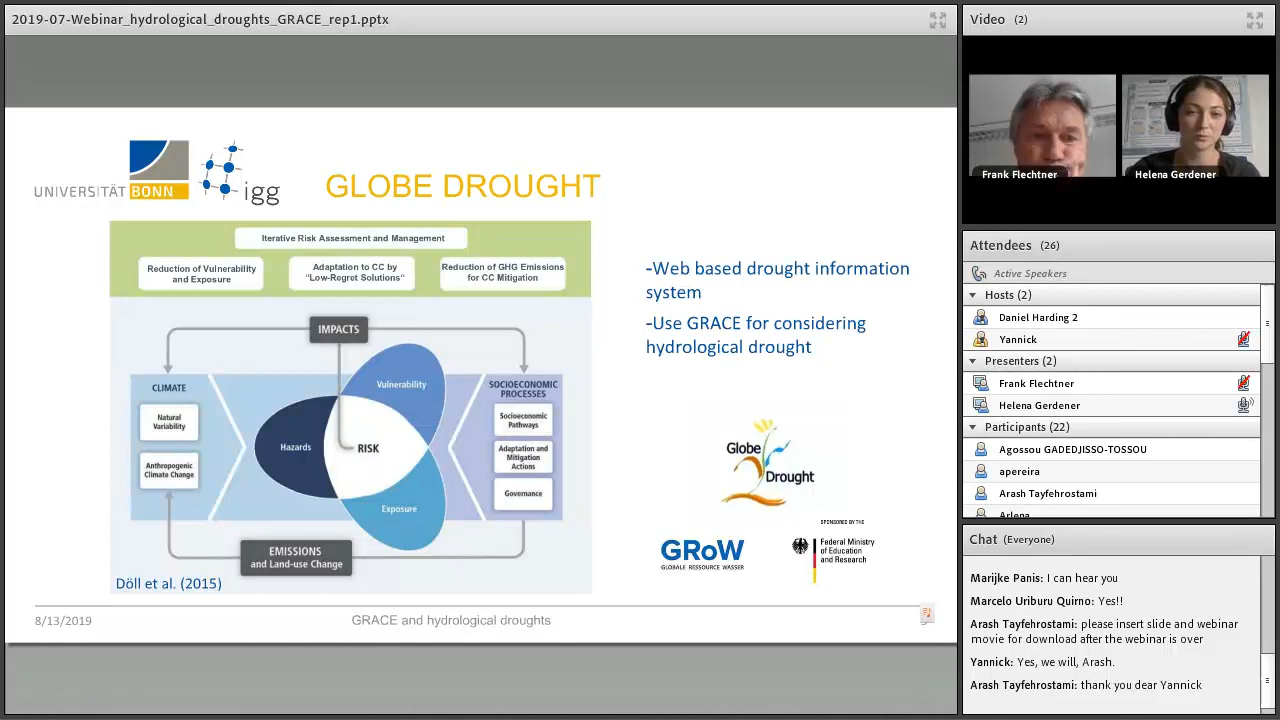 2019-07-Webinar_hydrological_droughts_GRACE_rep1.pptx
UNIVERSITÄT BONN
igg
GLOBE DROUGHT
Iterative Risk Assessment and Management
Reduction of Vulnerability
and Exposure
Adaptation to CC by
“Low-Regret Solutions“
Reduction of GHG Emissions
for CC Mitigation
IMPACTS
CLIMATE
Natural
Variability
Anthropogenic
Climate Change
Vulnerability
Hazards
RISK
Exposure
SOCIOECONOMIC
PROCESSES
Socioeconomic
Pathways
Adaptation and
Mitigation
Actions
Governance
EMISSIONS
and Land-use Change
Döll et al. (2015)
-Web based drought information
system
-Use GRACE for considering
hydrological drought
Globe
Drought
SPONSORED BY THE
GRoW
GLOBALE RESSOURCE WASSER
Federal Ministry
of Education
and Research
8/13/2019
GRACE and hydrological droughts
Video (2)
Frank Flechtner
Helena Gerdener
Attendees (26)
Active Speakers
Hosts (2)
Daniel Harding 2
Yannick
Presenters (2)
Frank Flechtner
Helena Gerdener
Participants (22)
Agossou GADEDJISSO-TOSSOU
apereira
Arash Tayfehrostami
Arlena
Chat (Everyone)
Marijke Panis: I can hear you
Marcelo Uriburu Quirno: Yes!!
Arash Tayfehrostami: please insert slide and webinar
movie for download after the webinar is over
Yannick: Yes, we will, Arash.
Arash Tayfehrostami: thank you dear Yannick